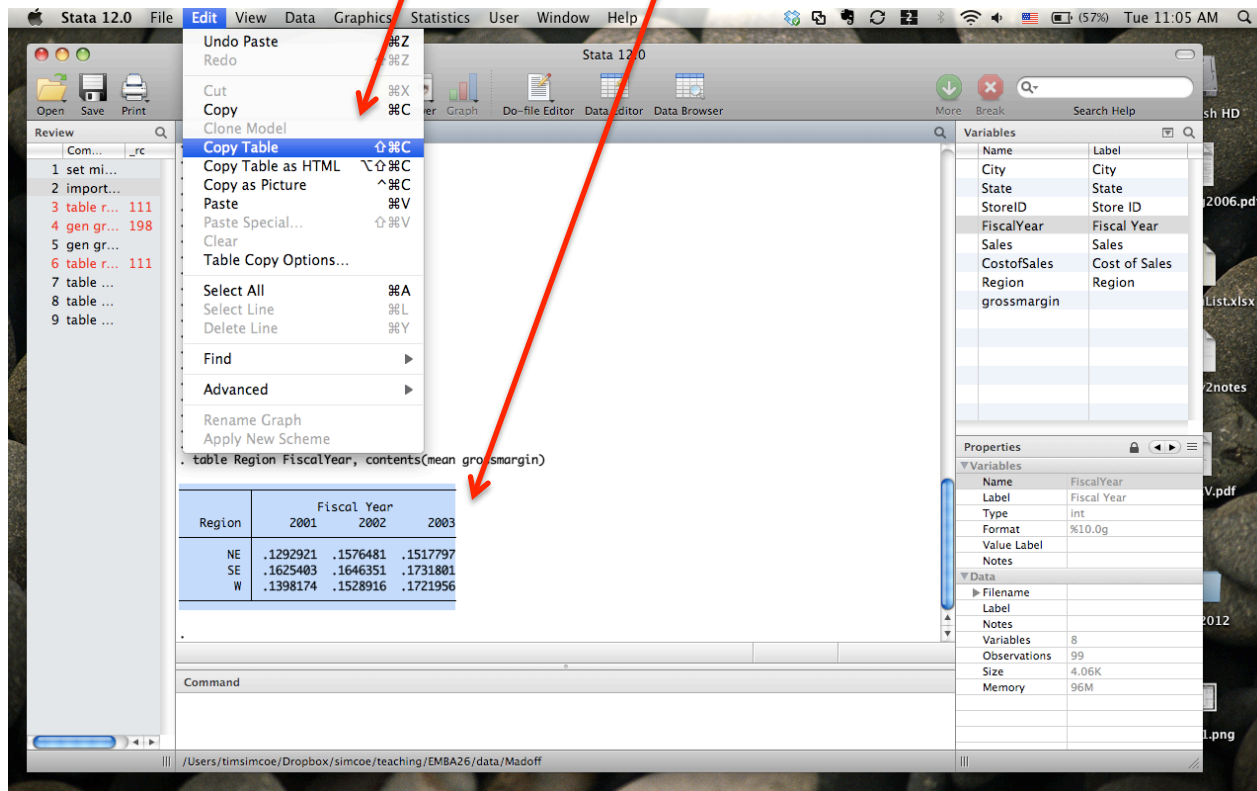 Stata 12.0 File Edit View Data Graphics Statistics User Window Help 2 (57%) Tue 11:05 AM
Stata 12.0
Open Save Print er Graph Do-file Editor Data Editor Data Browser More Break Search Help
sh HD
Undo Paste ⌘Z
Redo ⇧⌘Z
Cut ⌘X
Copy ⌘C
Clone Model
Copy Table ⇧⌘C
Copy Table as HTML ⌥⇧⌘C
Copy as Picture ^⌘C
Paste ⌘V
Paste Special... ⇧⌘V
Clear
Table Copy Options...
Select All ⌘A
Select Line ⌘L
Delete Line ⌘Y
Find
Advanced
Rename Graph
Apply New Scheme
Review
Com... _rc
1 set mi...
2 import...
3 table r... 111
4 gen gr... 198
5 gen gr...
6 table r... 111
7 table ...
8 table ...
9 table ...
. table Region FiscalYear, contents(mean grossmargin)
Fiscal Year
Region 2001 2002 2003
NE .1292921 .1576481 .1517797
SE .1625403 .1646351 .1731801
W .1398174 .1528916 .1721956
.
Command
/Users/timsimcoe/Dropbox/simcoe/teaching/EMBA26/data/Madoff
Variables
Name Label
City City
State State
StoreID Store ID
FiscalYear Fiscal Year
Sales Sales
CostofSales Cost of Sales
Region Region
grossmargin
Properties
Variables
Name FiscalYear
Label Fiscal Year
Type int
Format %10.0g
Value Label
Notes
Data
Filename
Label
Notes
Variables 8
Observations 99
Size 4.06K
Memory 96M
2006.pdf
List.xlsx
2notes
V.pdf
2012
1.png